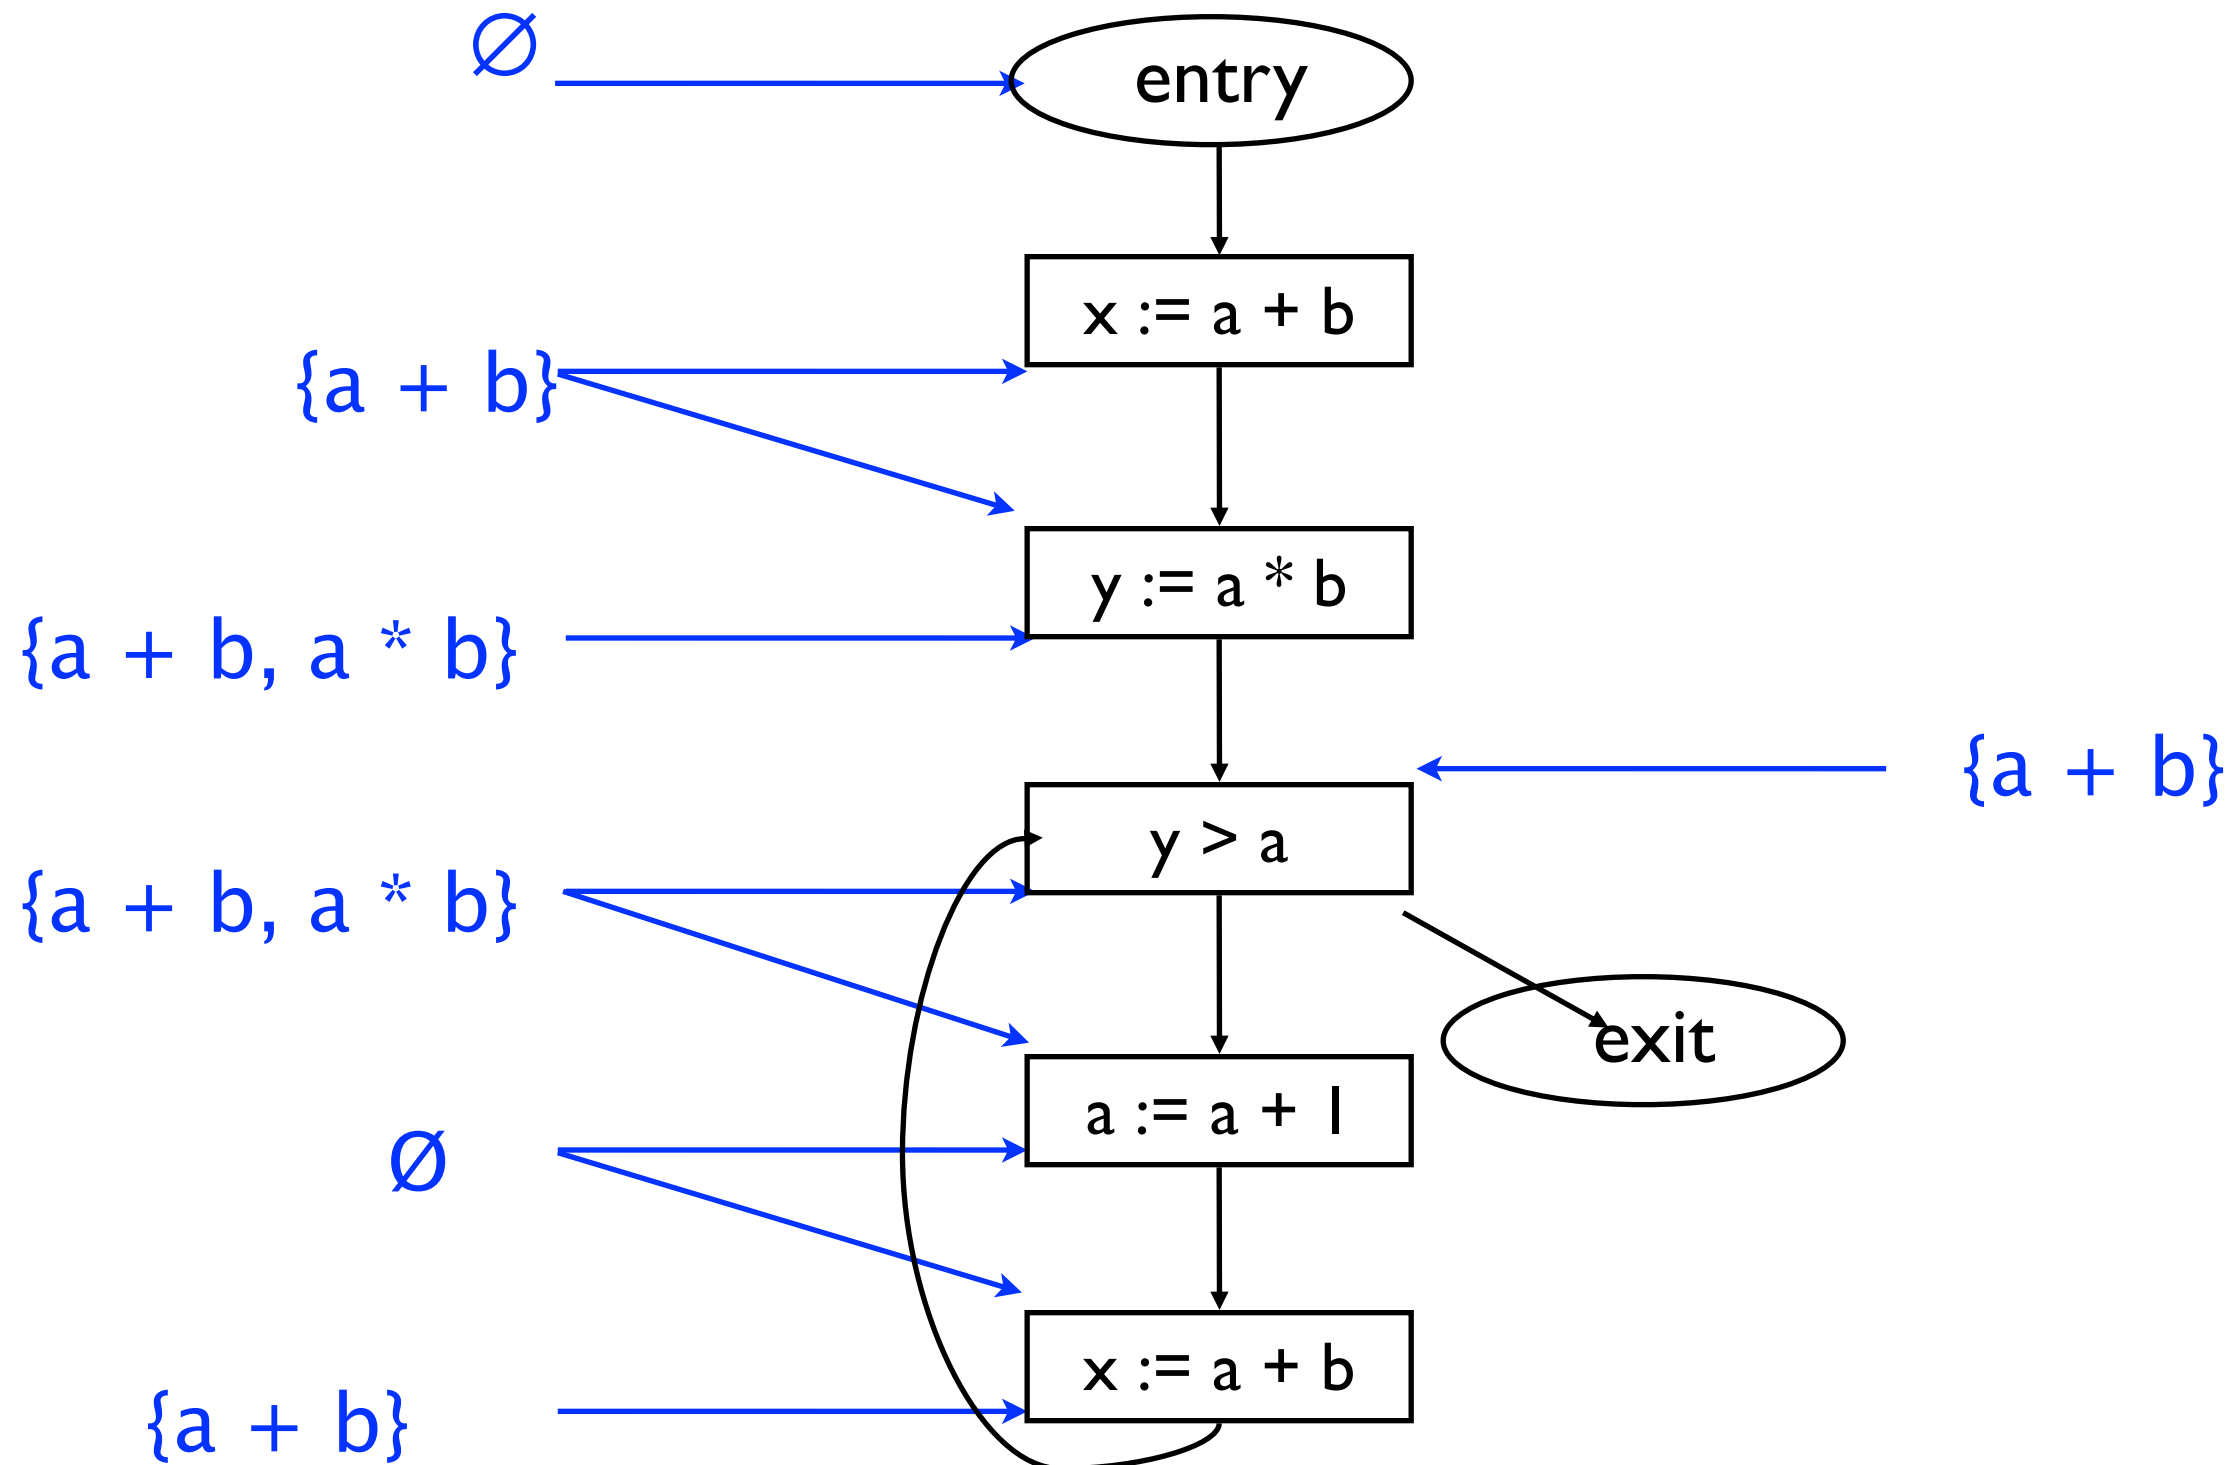 ∅
entry
x := a + b
{a + b}
y := a * b
{a + b, a * b}
{a + b}
y > a
{a + b, a * b}
exit
a := a + 1
Ø
x := a + b
{a + b}